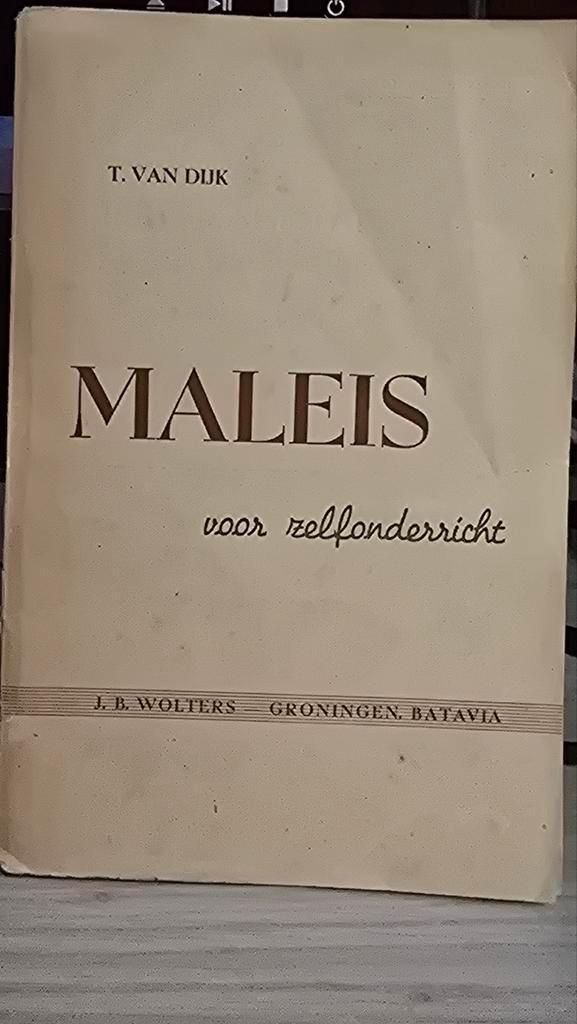 T. VAN DIJK
MALEIS
voor zelfonderricht
J. B. WOLTERS — GRONINGEN. BATAVIA